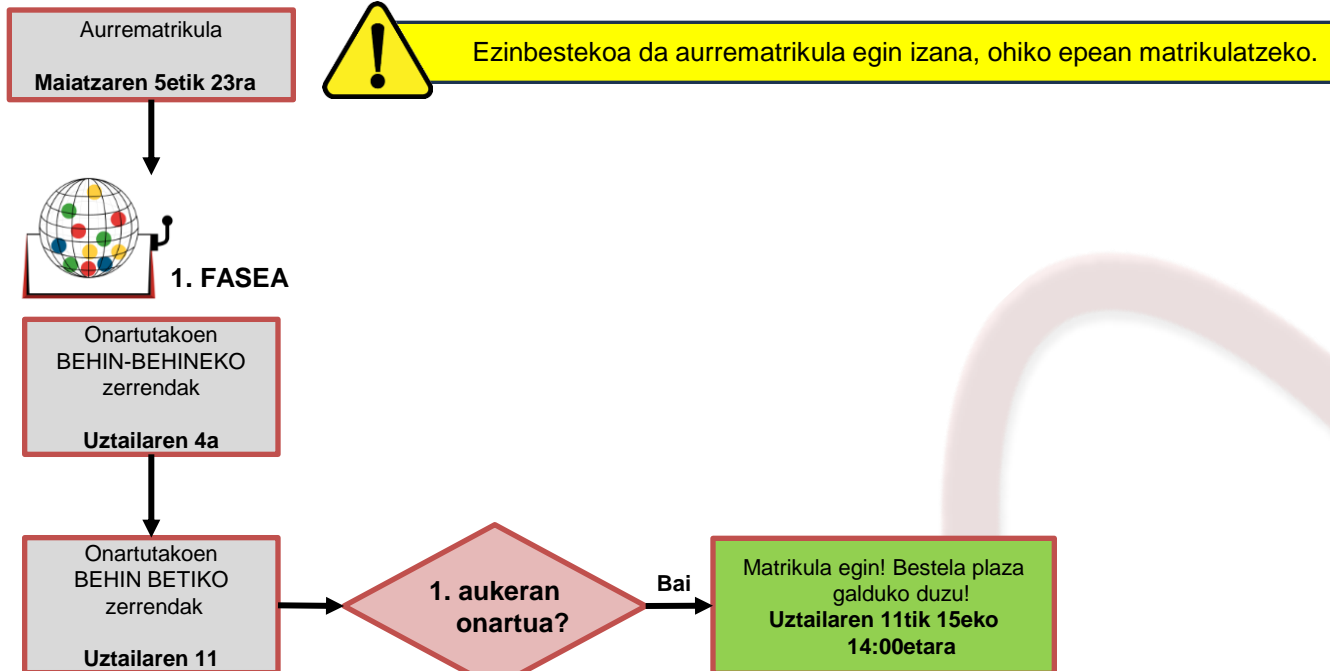 Aurrematrikula
Maiatzaren 5etik 23ra
Ezinbestekoa da aurrematrikula egin izana, ohiko epean matrikulatzeko.
1. FASEA
Onartutakoen
BEHIN-BEHINEKO
zerrendak
Uztailaren 4a
Onartutakoen
BEHIN BETIKO
zerrendak
Uztailaren 11
1. aukeran
onartua?
Bai
Matrikula egin! Bestela plaza
galduko duzu!
Uztailaren 11tik 15eko
14:00etara